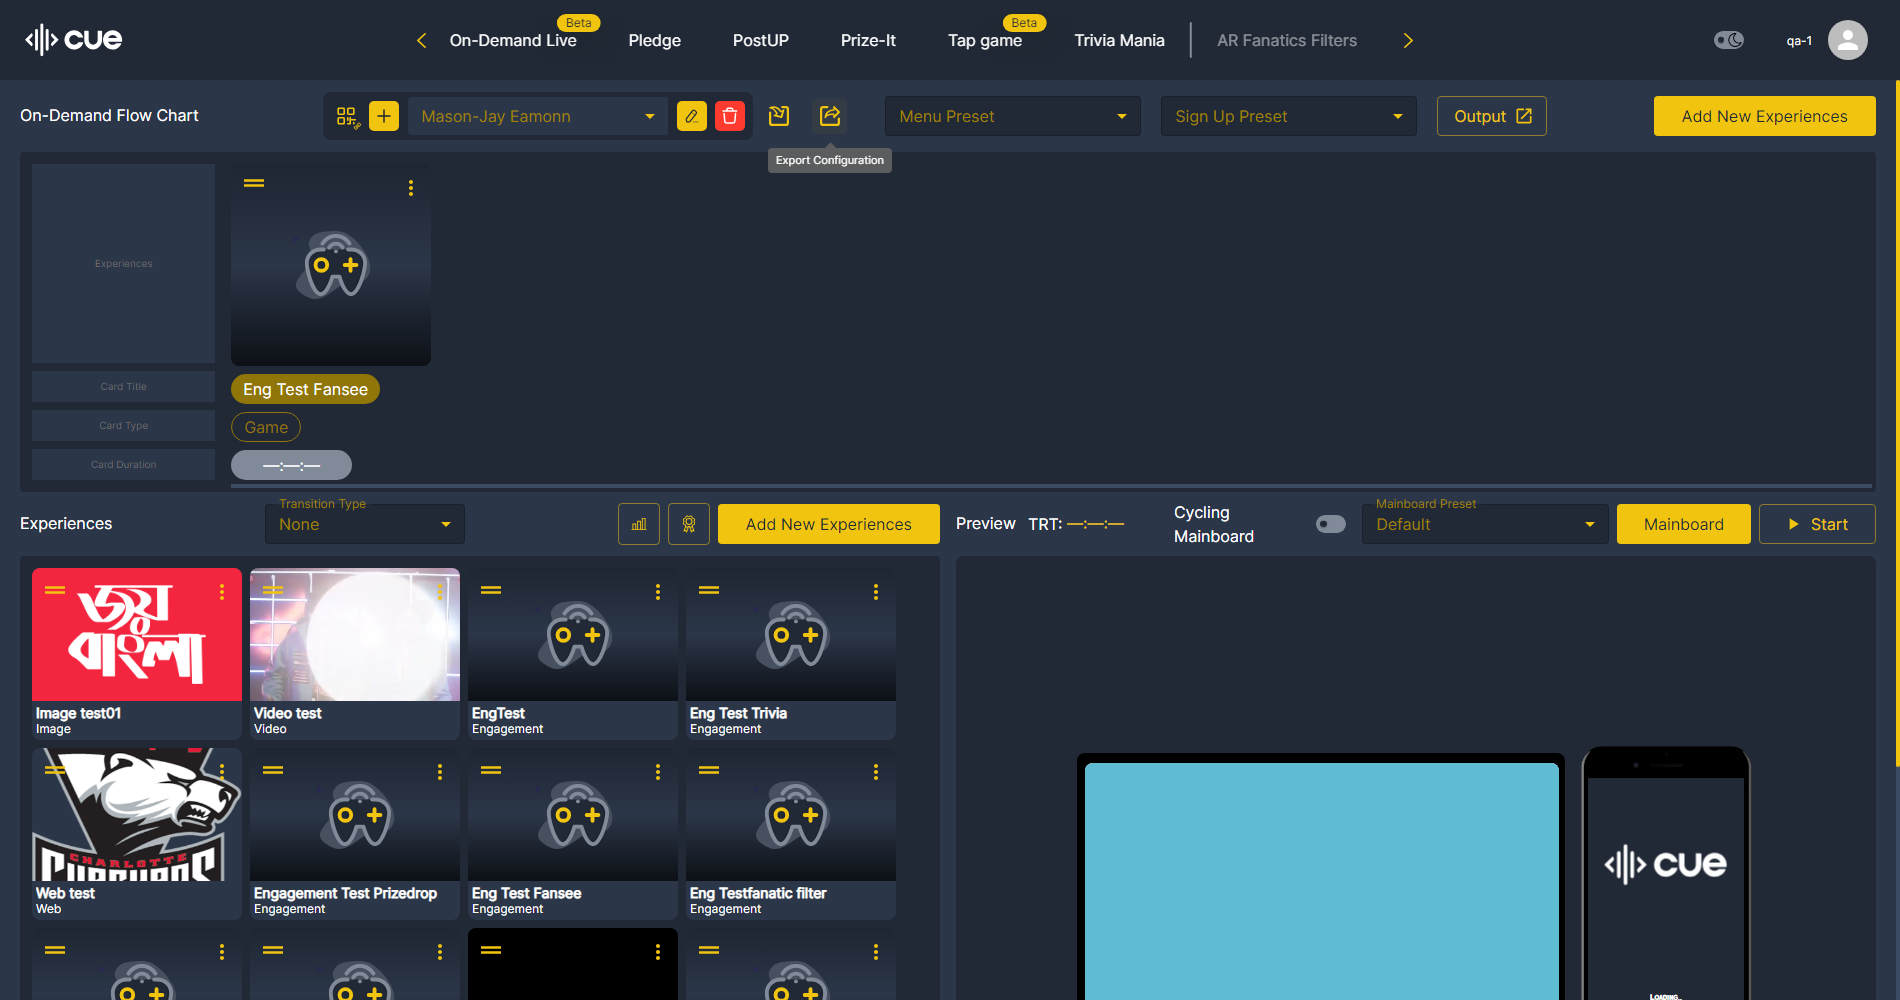 cue
On-Demand Live
Beta
Pledge
PostUP
Prize-It
Tap game
Beta
Trivia Mania
AR Fanatics Filters
qa-1
On-Demand Flow Chart
Mason-Jay Eamonn
Menu Preset
Sign Up Preset
Output
Add New Experiences
Export Configuration
Experiences
Card Title
Eng Test Fansee
Card Type
Game
Card Duration
—:—:—
Experiences
Transition Type
None
Add New Experiences
Preview
TRT: —:—:—
Cycling
Mainboard
Mainboard Preset
Default
Mainboard
Start
জয়
বাংলা
Image test01
Image
Video test
Video
EngTest
Engagement
Eng Test Trivia
Engagement
CHARLOTTE
Web test
Web
Engagement Test Prizedrop
Engagement
Eng Test Fansee
Engagement
Eng Testfanatic filter
Engagement
cue
LOADING...